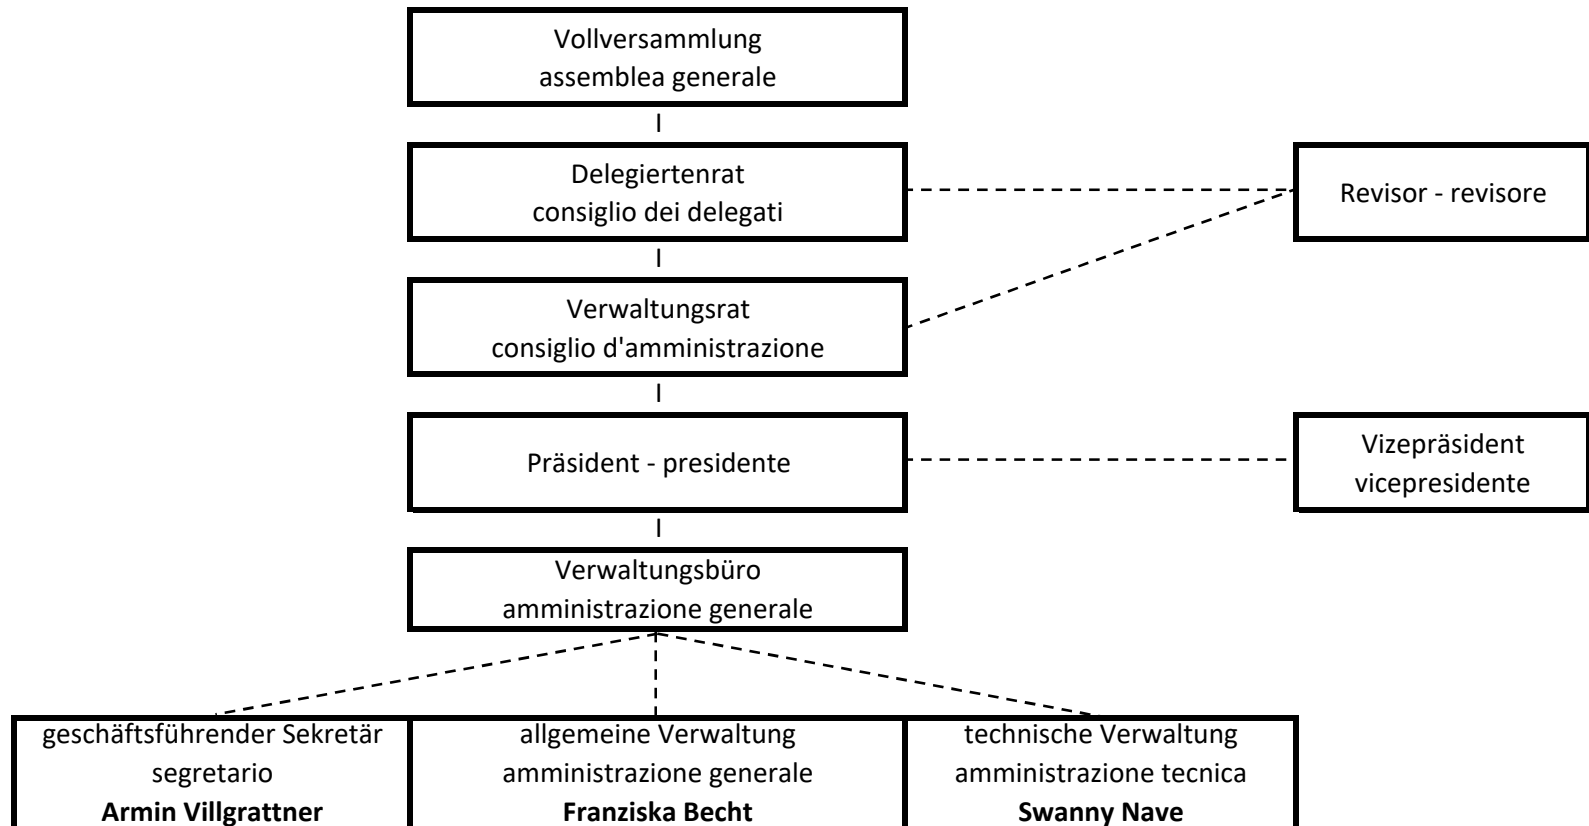 Vollversammlung
assemblea generale
Delegiertenrat
consiglio dei delegati
Revisor - revisore
Verwaltungsrat
consiglio d'amministrazione
Präsident - presidente
Vizepräsident
vicepresidente
Verwaltungsbüro
amministrazione generale
geschäftsführender Sekretär
segretario
Armin Villgrattner
allgemeine Verwaltung
amministrazione generale
Franziska Becht
technische Verwaltung
amministrazione tecnica
Swanny Nave